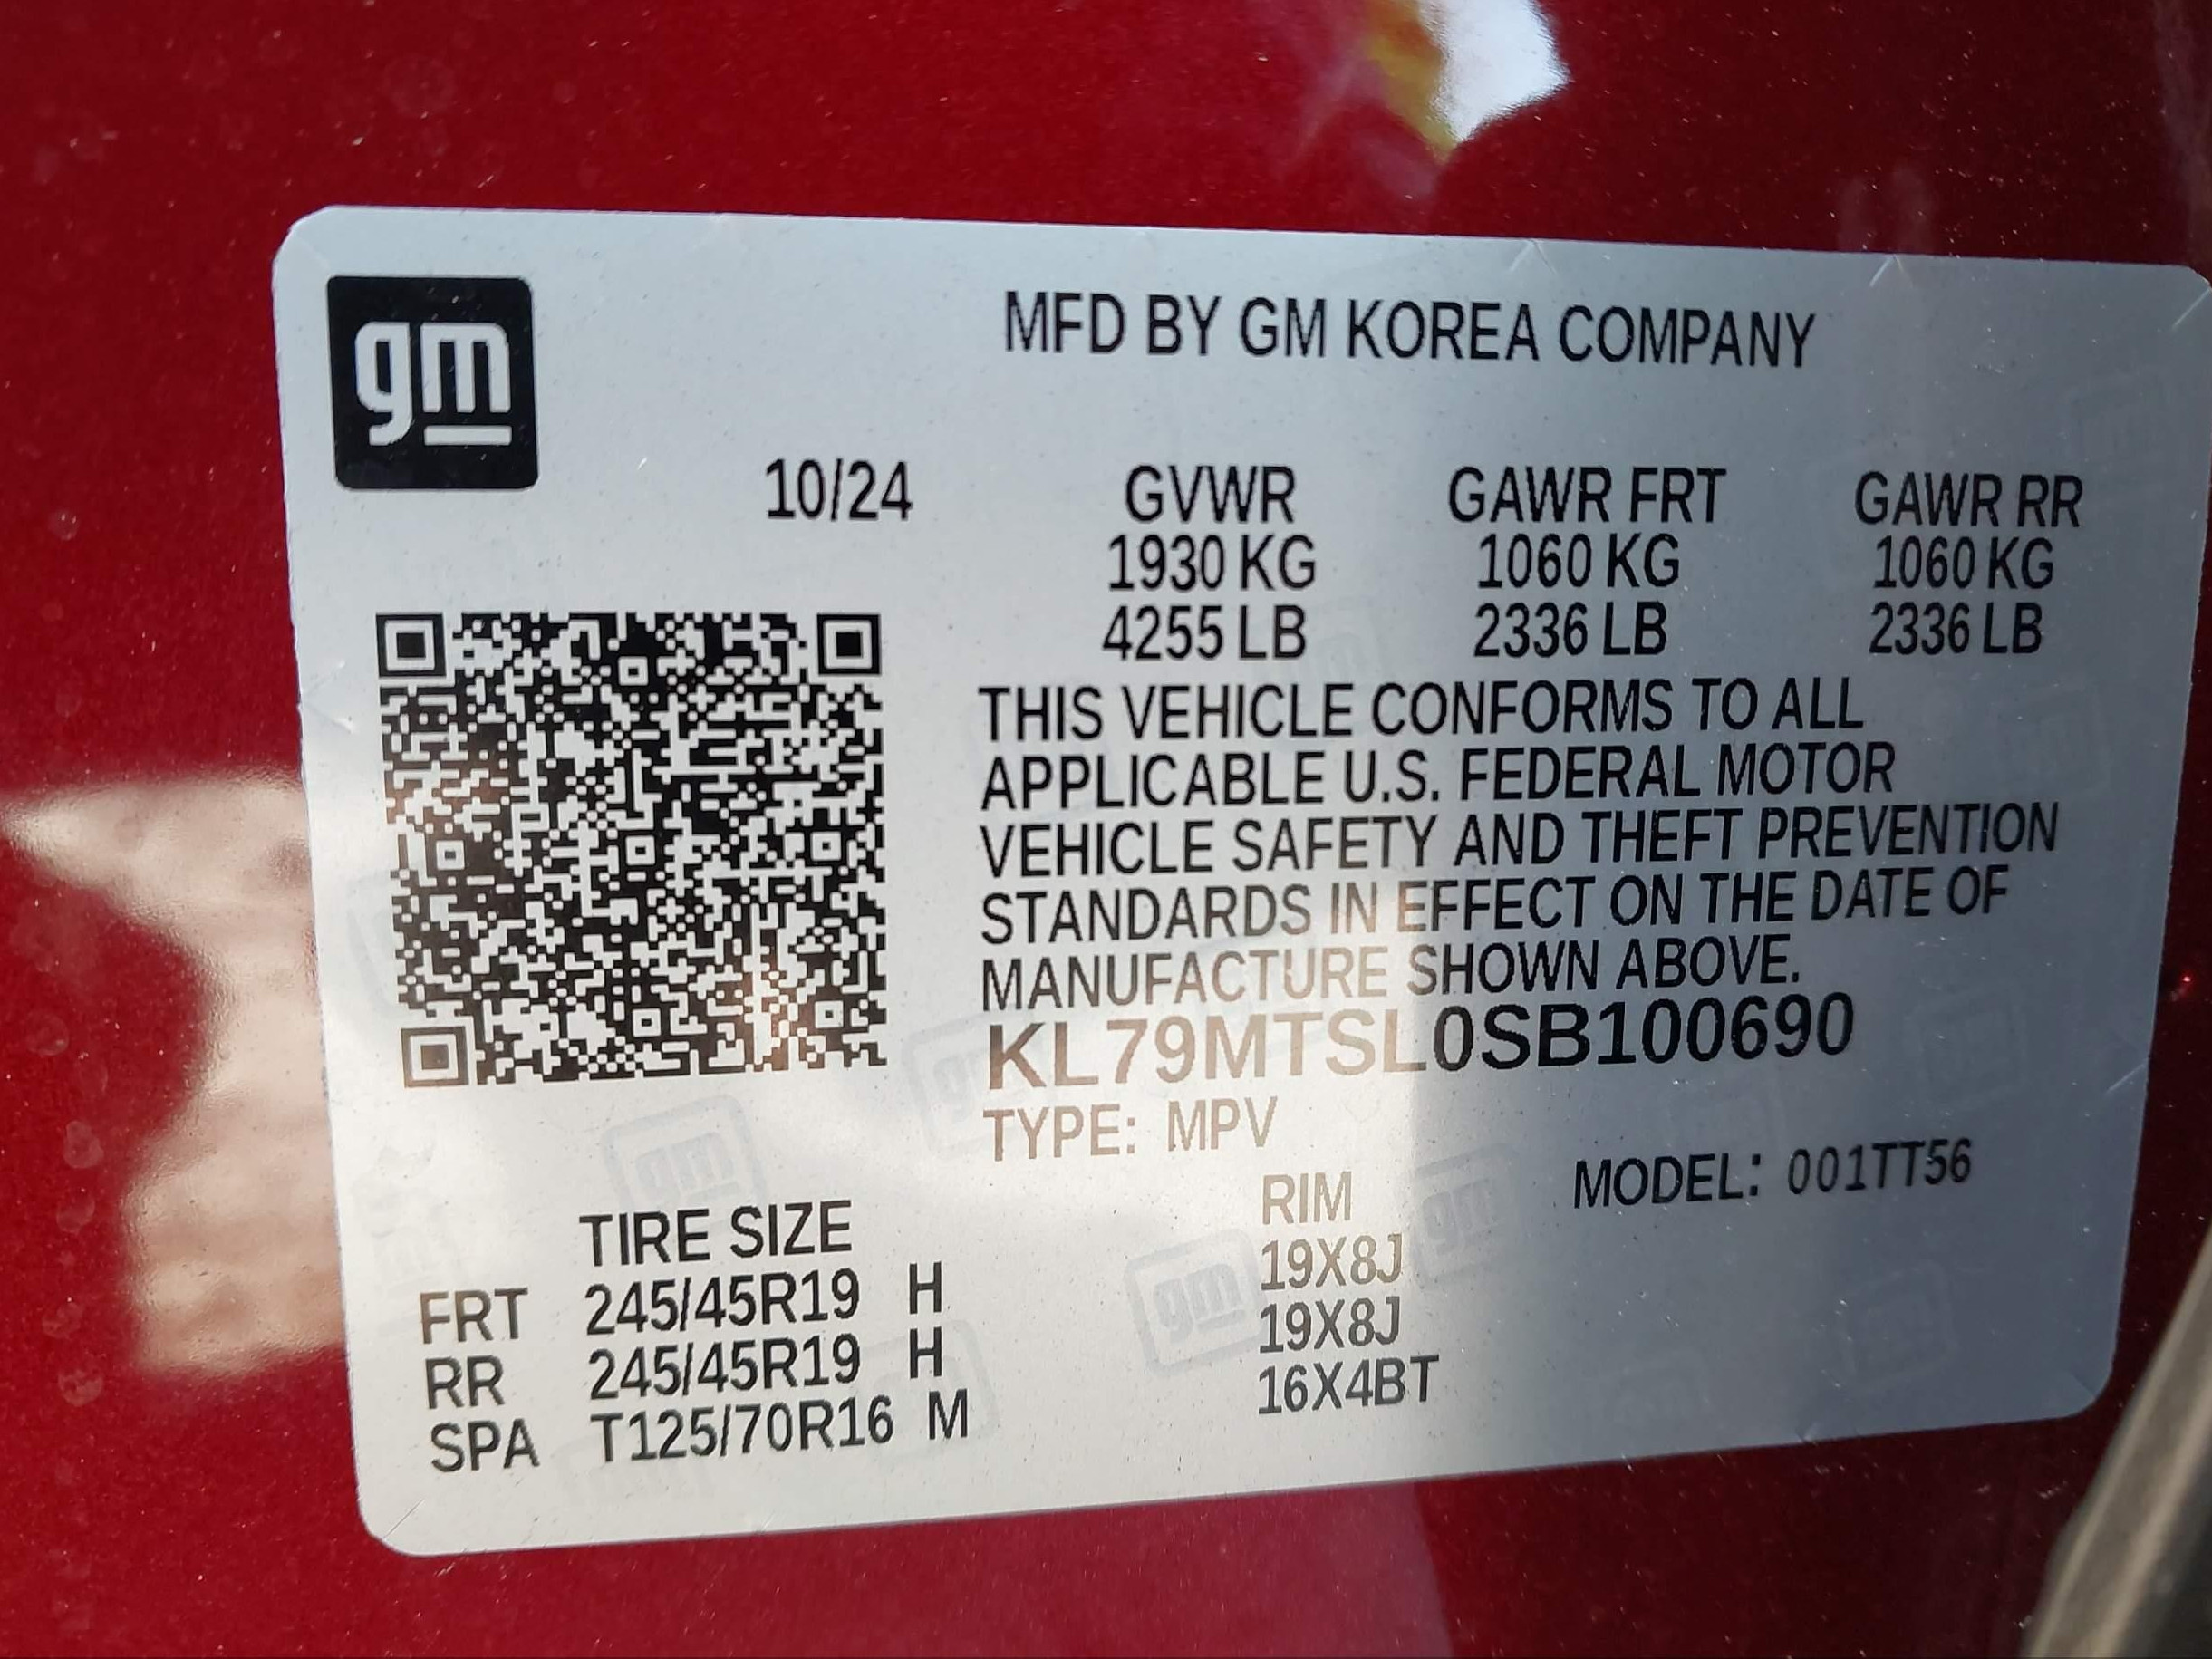 gm
MFD BY GM KOREA COMPANY
10/24 GVWR GAWR FRT GAWR RR
1930 KG 1060 KG 1060 KG
4255 LB 2336 LB 2336 LB
THIS VEHICLE CONFORMS TO ALL
APPLICABLE U.S. FEDERAL MOTOR
VEHICLE SAFETY AND THEFT PREVENTION
STANDARDS IN EFFECT ON THE DATE OF
MANUFACTURE SHOWN ABOVE.
KL79MTSL0SB100690
TYPE: MPV
MODEL: 001TT56
TIRE SIZE RIM
FRT 245/45R19 H 19X8J
RR 245/45R19 H 19X8J
SPA T125/70R16 M 16X4BT